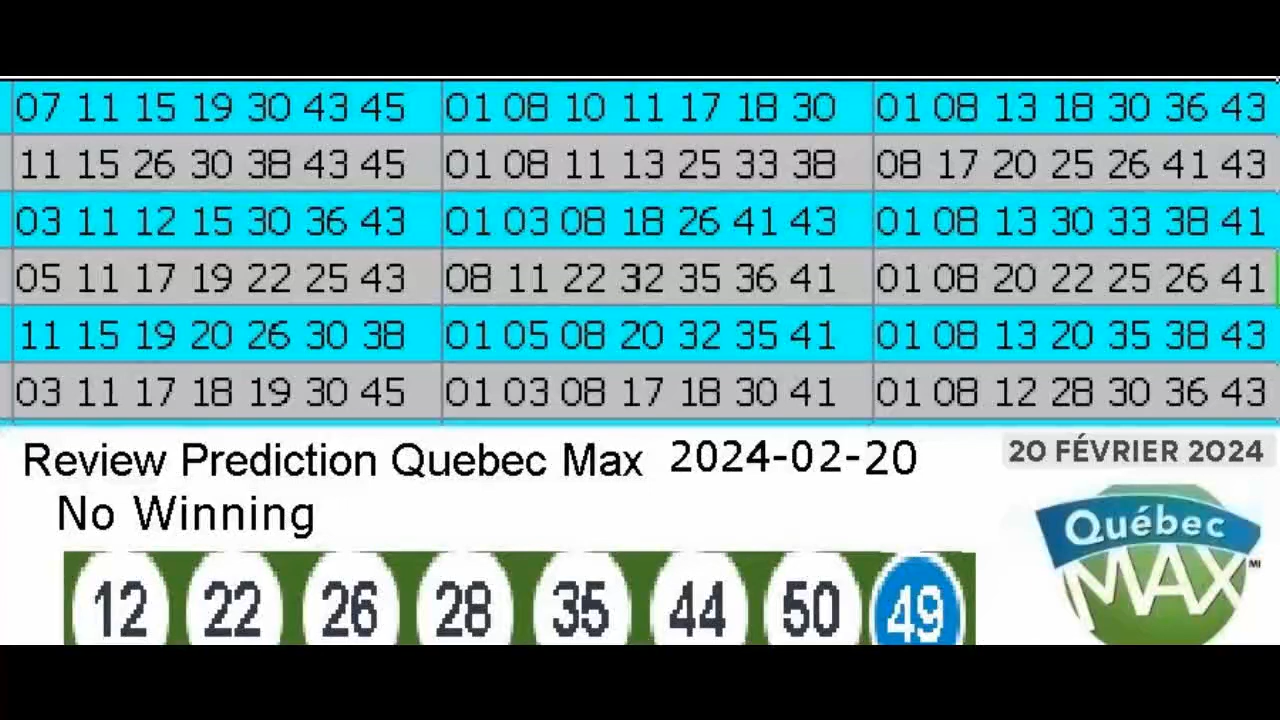 07 11 15 19 30 43 45 01 08 10 11 17 18 30 01 08 13 18 30 36 43
11 15 26 30 38 43 45 01 08 11 13 25 33 38 08 17 20 25 26 41 43
03 11 12 15 30 36 43 01 03 08 18 26 41 43 01 08 13 30 33 38 41
05 11 17 19 22 25 43 08 11 22 32 35 36 41 01 08 20 22 25 26 41
11 15 19 20 26 30 38 01 05 08 20 32 35 41 01 08 13 20 35 38 43
03 11 17 18 19 30 45 01 03 08 17 18 30 41 01 08 12 28 30 36 43
Review Prediction Quebec Max 2024-02-20
No Winning
20 FÉVRIER 2024
Québec
MAX MI
12 22 26 28 35 44 50 49